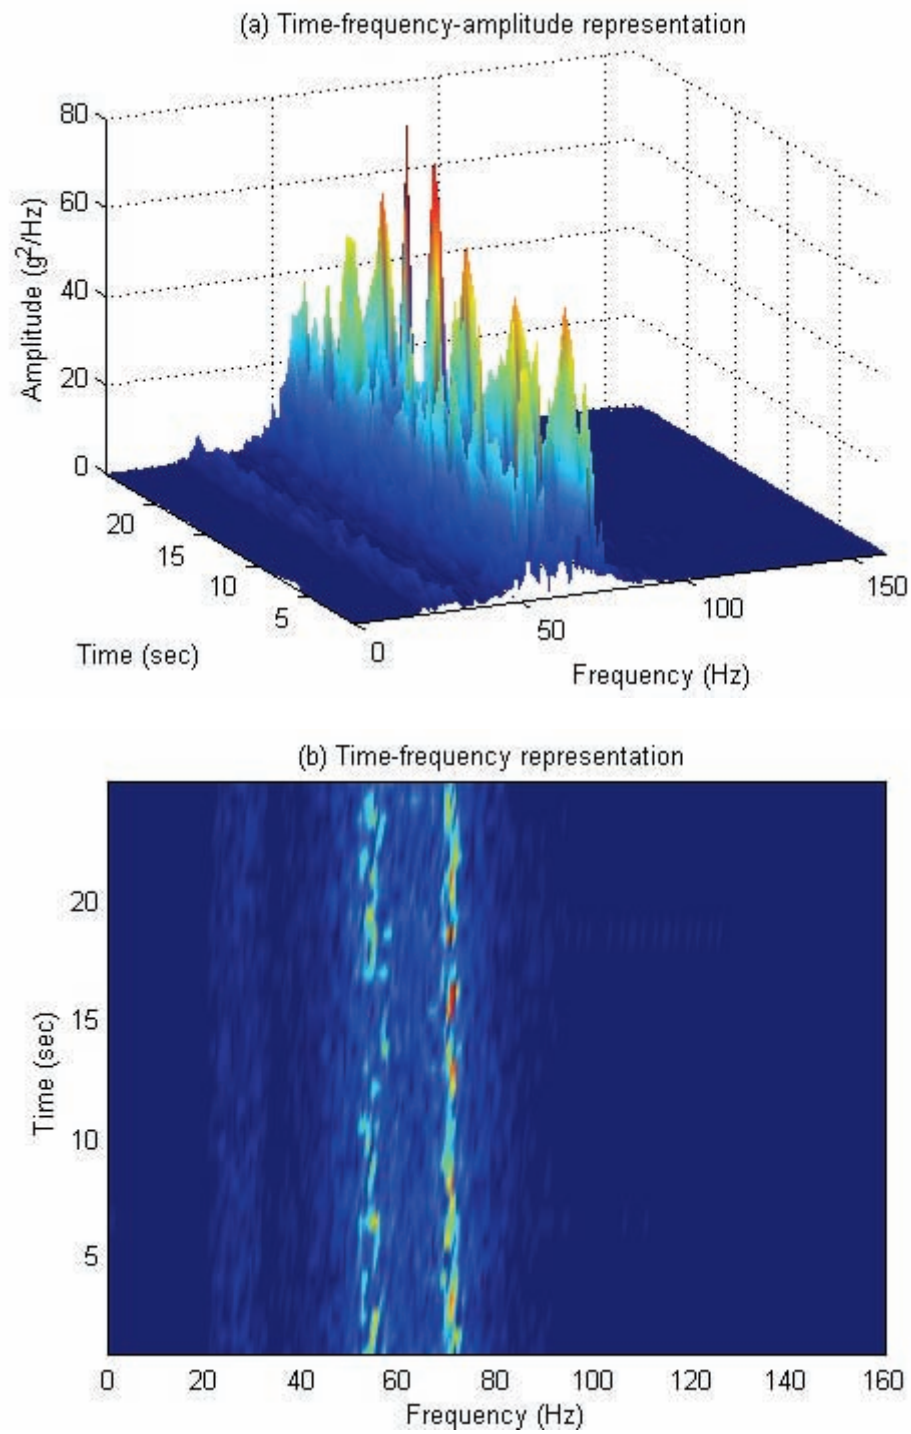 (a) Time-frequency-amplitude representation
80
60
40
20
0
Amplitude (g²/Hz)
20
15
10
5
Time (sec)
0
50
100
150
Frequency (Hz)
(b) Time-frequency representation
20
15
10
5
Time (sec)
0 20 40 60 80 100 120 140 160
Frequency (Hz)